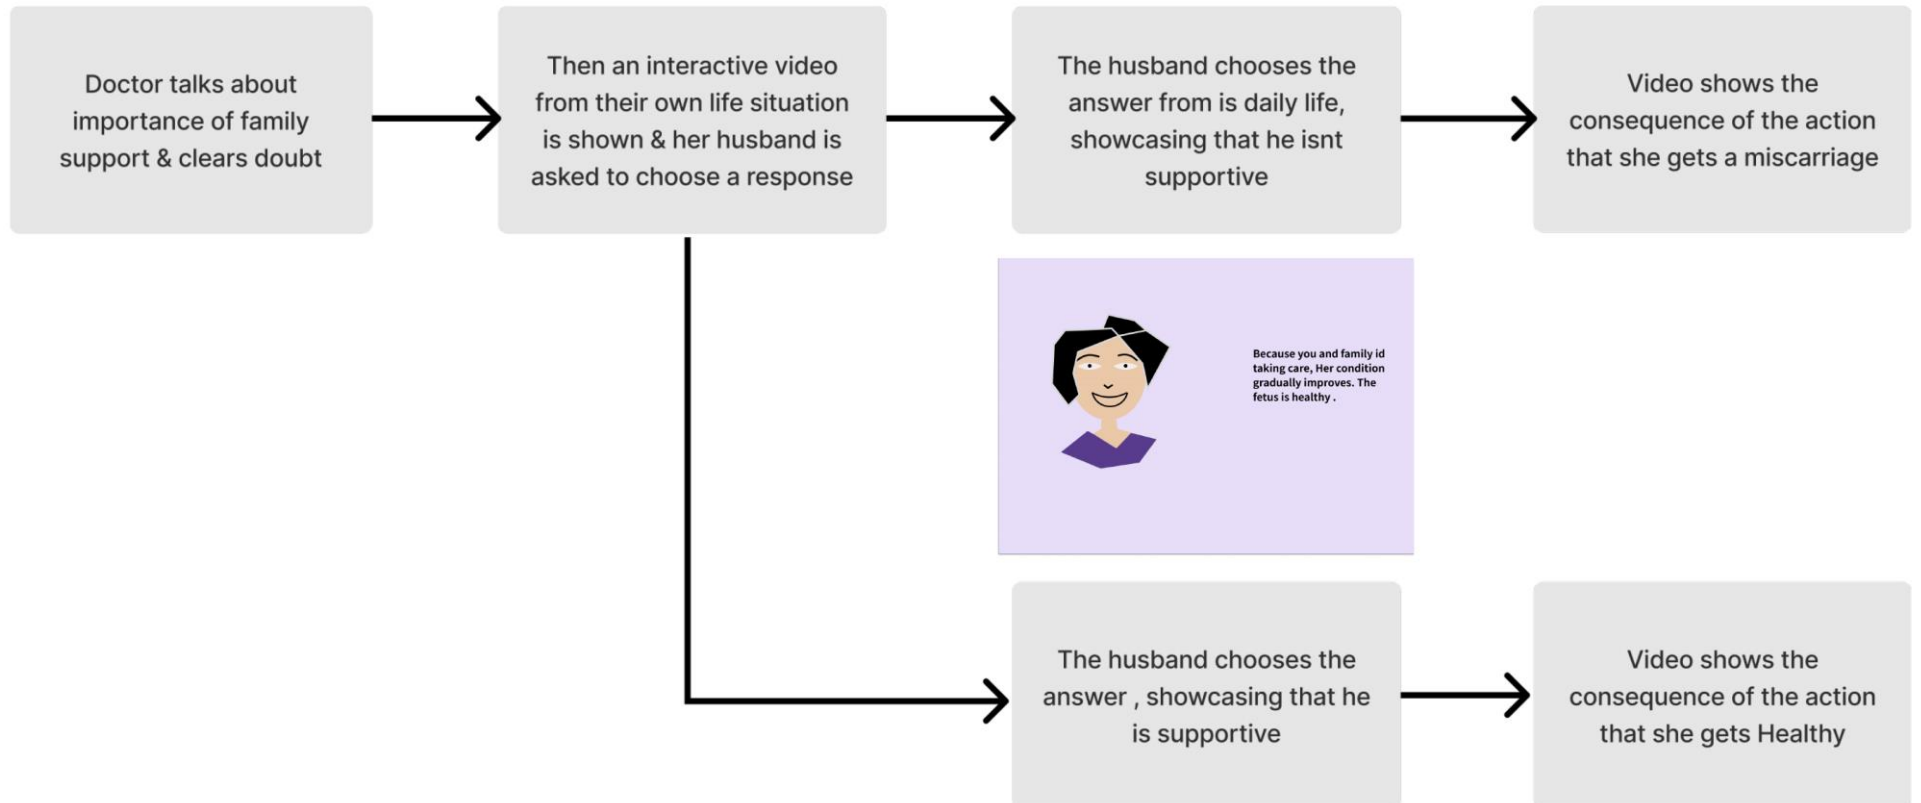 Doctor talks about
importance of family
support & clears doubt
Then an interactive video
from their own life situation
is shown & her husband is
asked to choose a response
The husband chooses the
answer from is daily life,
showcasing that he isnt
supportive
Video shows the
consequence of the action
that she gets a miscarriage
Because you and family id
taking care, Her condition
gradually improves. The
fetus is healthy .
The husband chooses the
answer , showcasing that he
is supportive
Video shows the
consequence of the action
that she gets Healthy